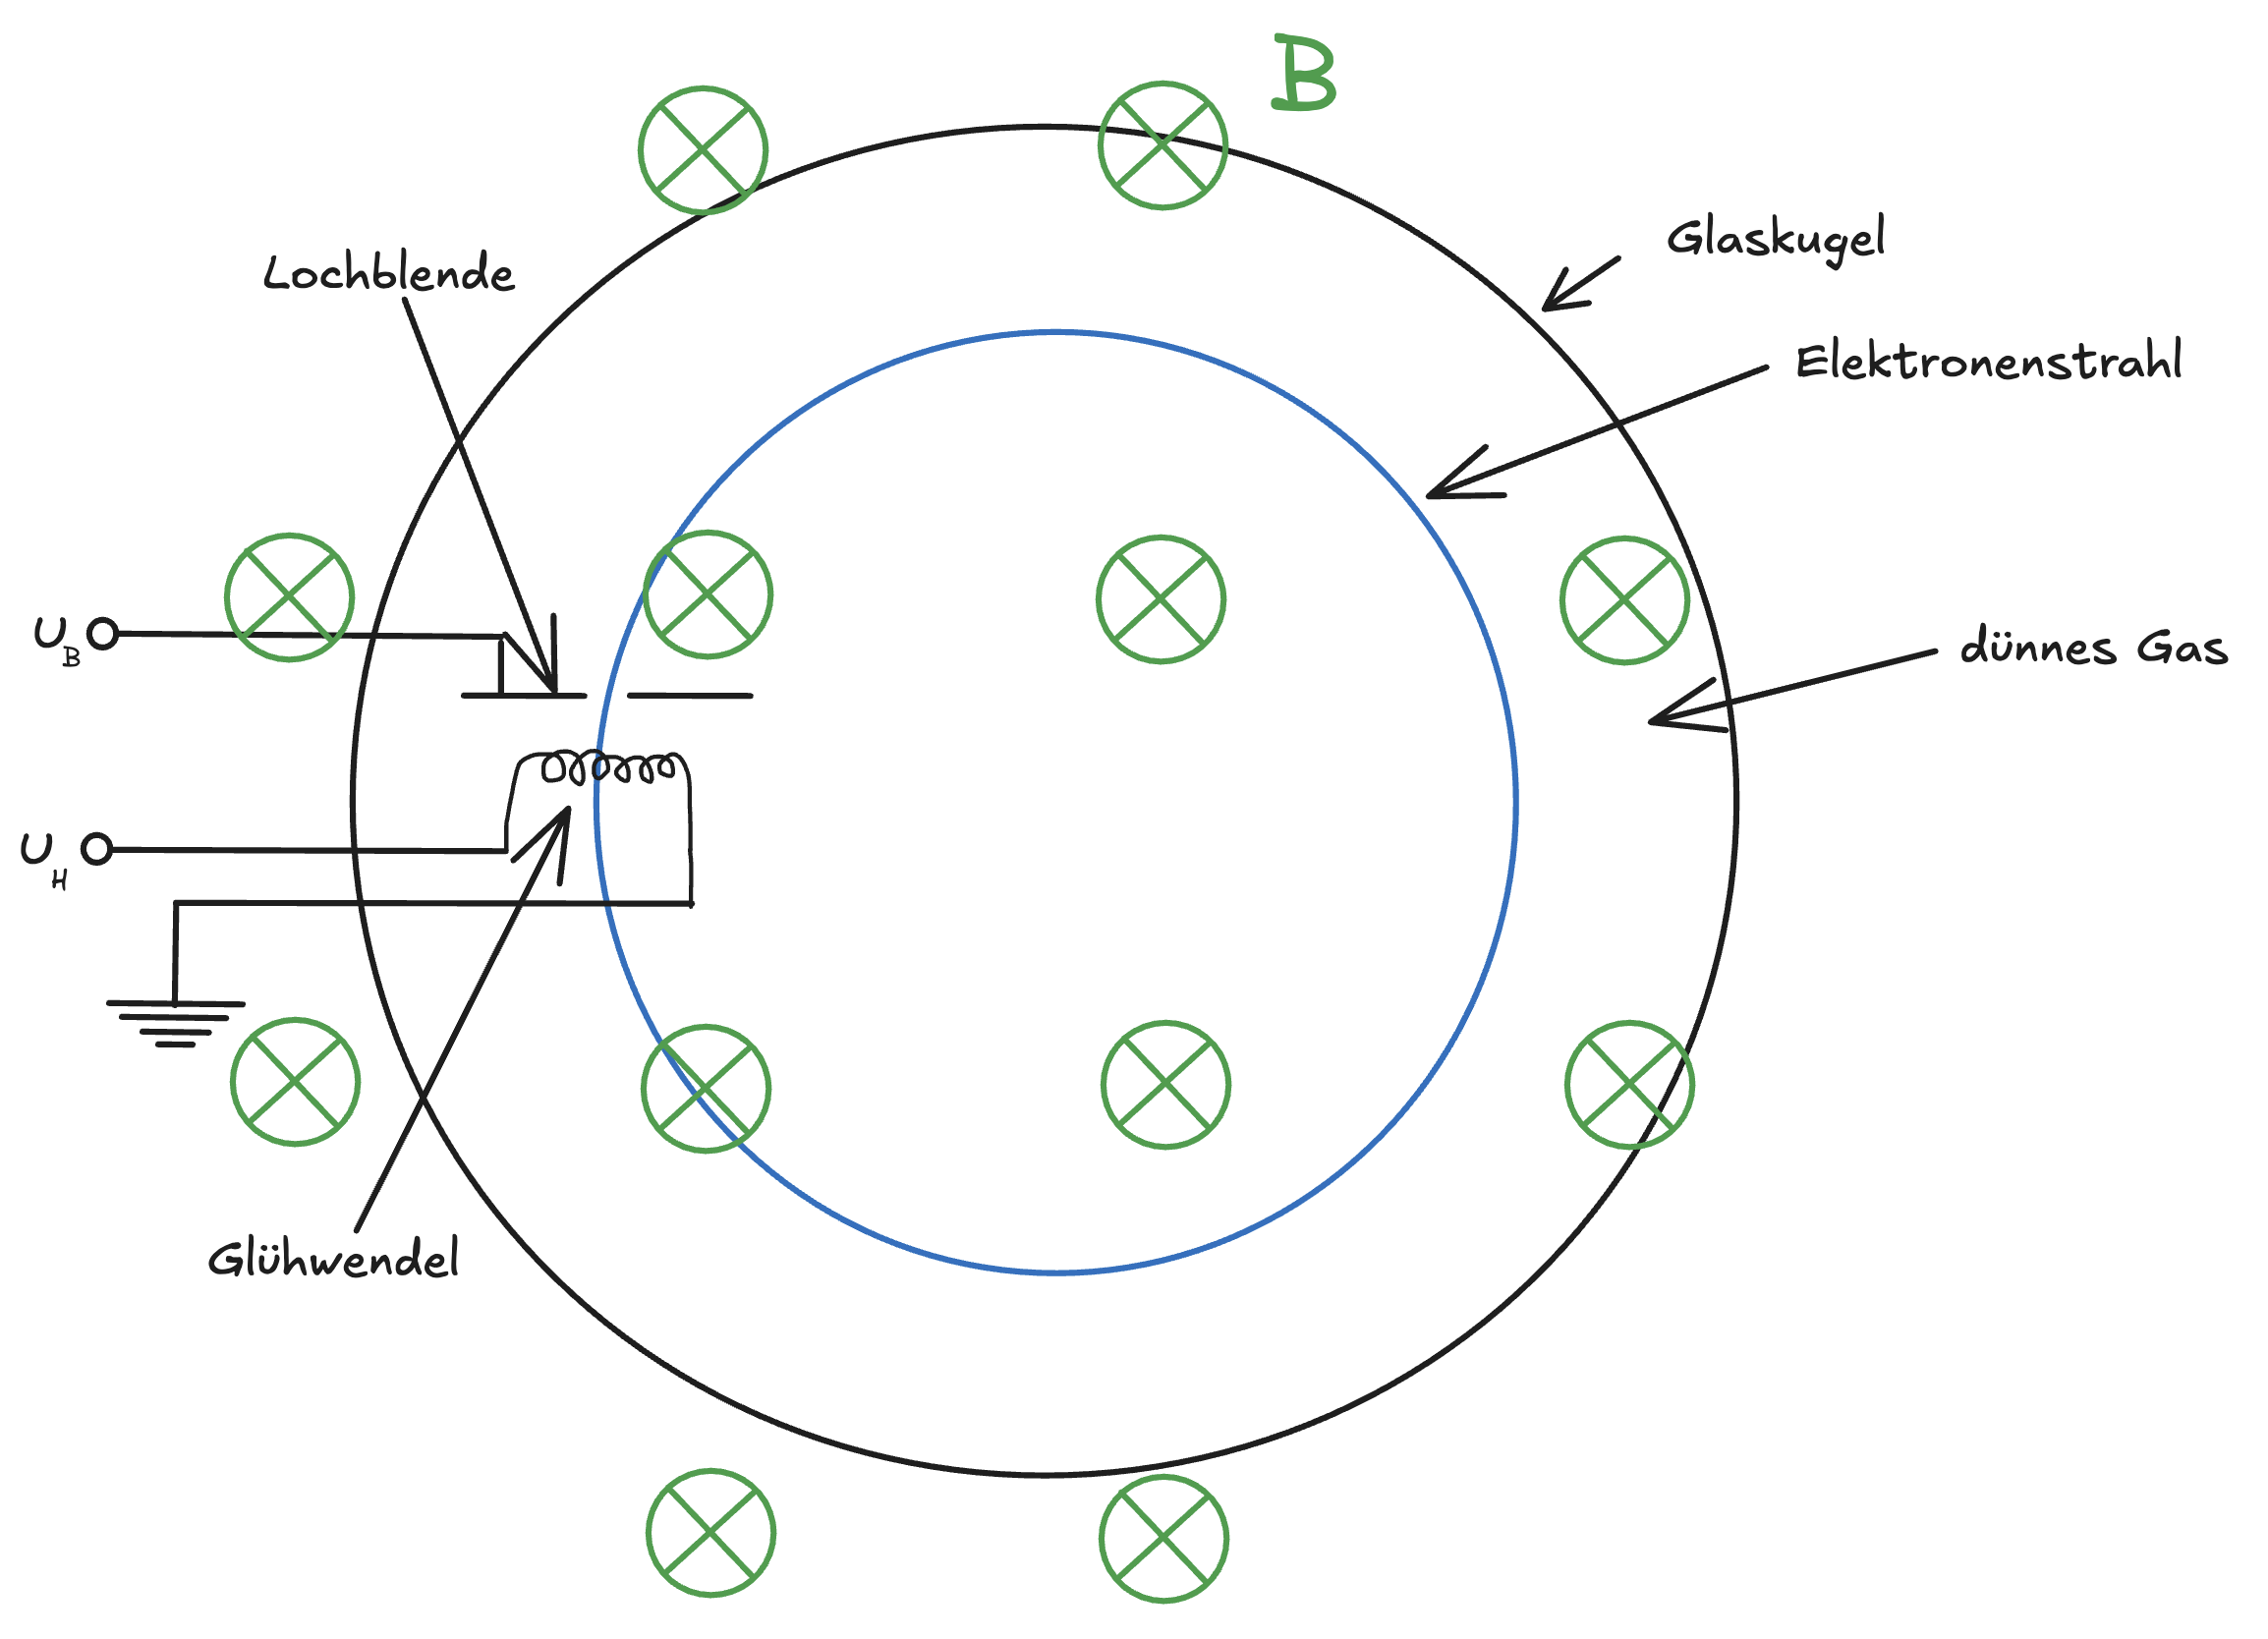 B
Glaskugel
Lochblende
Elektronenstrahl
U_B
dünnes Gas
U_H
Glühwendel